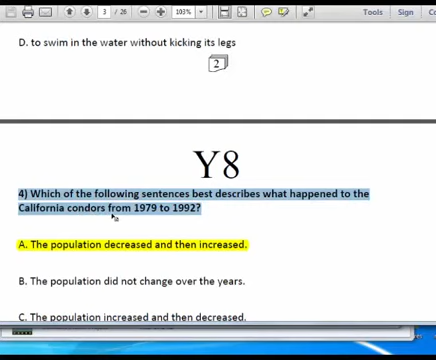 3 / 26
103%
Tools
Sign
D. to swim in the water without kicking its legs
2
Y8
4) Which of the following sentences best describes what happened to the
California condors from 1979 to 1992?
A. The population decreased and then increased.
B. The population did not change over the years.
C. The population increased and then decreased.